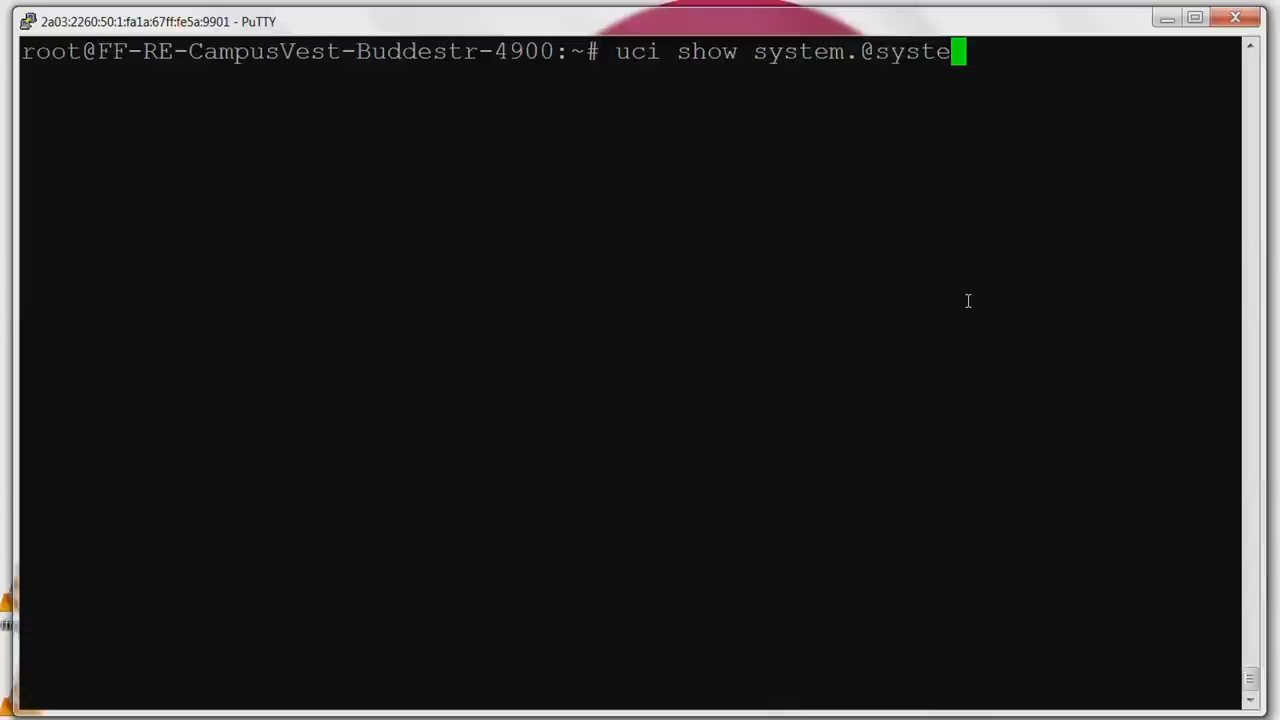 2a03:2260:50:1:fa1a:67ff:fe5a:9901 - PuTTY
root@FF-RE-CampusVest-Buddestr-4900:~# uci show system.@syste